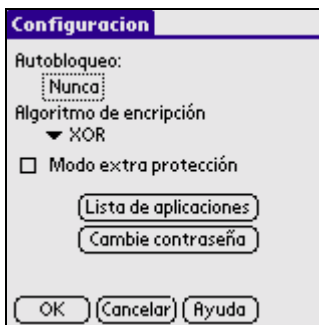 Configuracion
Autobloqueo:
Nunca
Algoritmo de encripción
XOR
Modo extra protección
Lista de aplicaciones
Cambie contraseña
OK Cancelar Ayuda